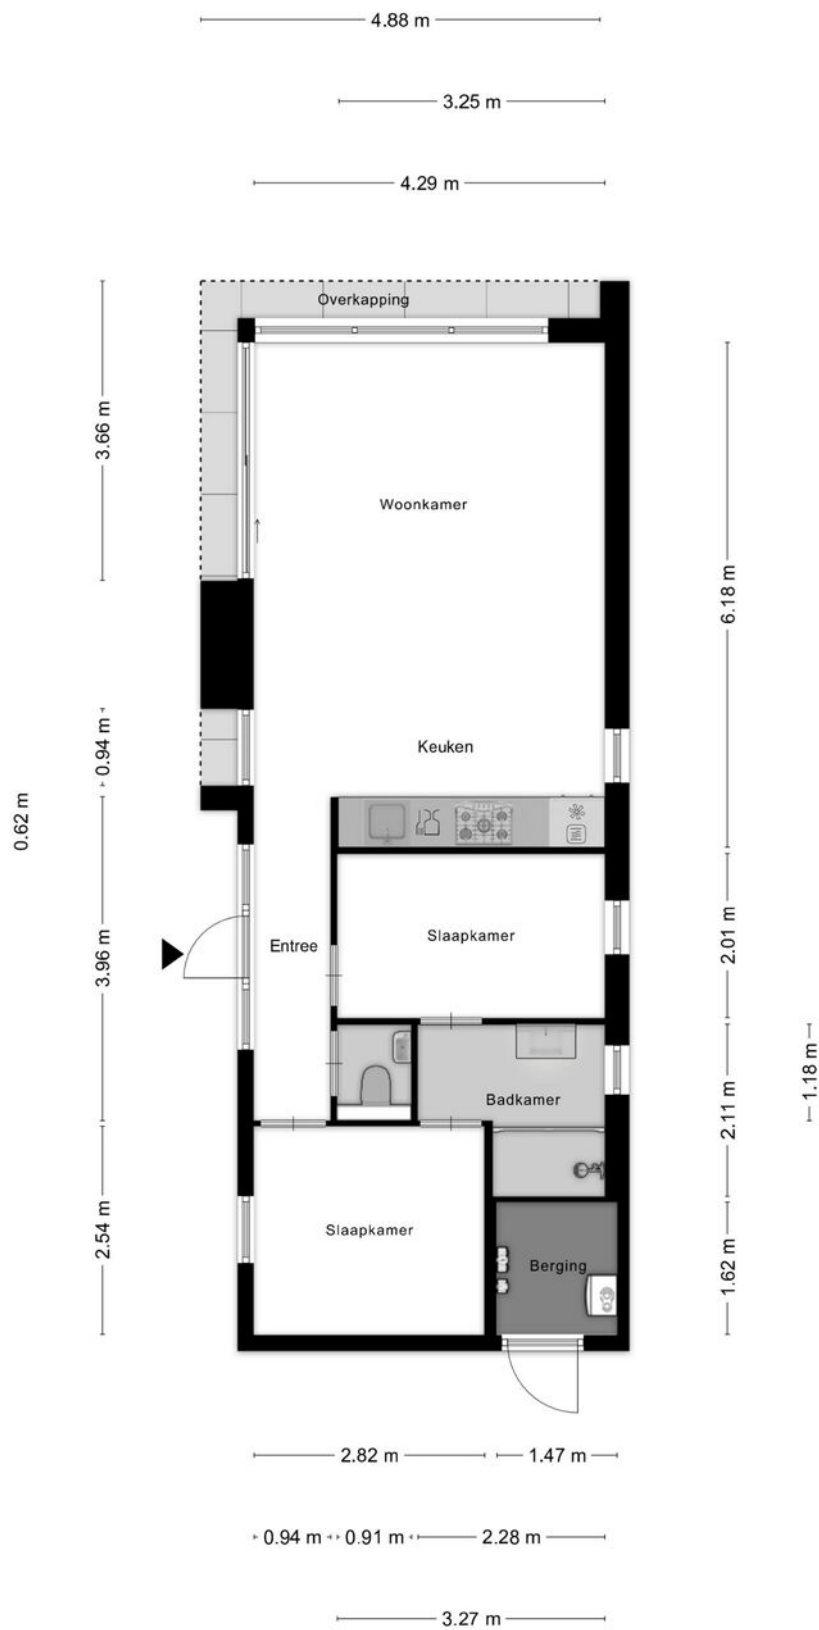 4.88 m
3.25 m
4.29 m
Overkapping
3.66 m
Woonkamer
6.18 m
0.94 m
Keuken
0.62 m
3.96 m
Entree
Slaapkamer
2.01 m
1.18 m
Badkamer
2.11 m
2.54 m
Slaapkamer
Berging
1.62 m
2.82 m
1.47 m
0.94 m
0.91 m
2.28 m
3.27 m